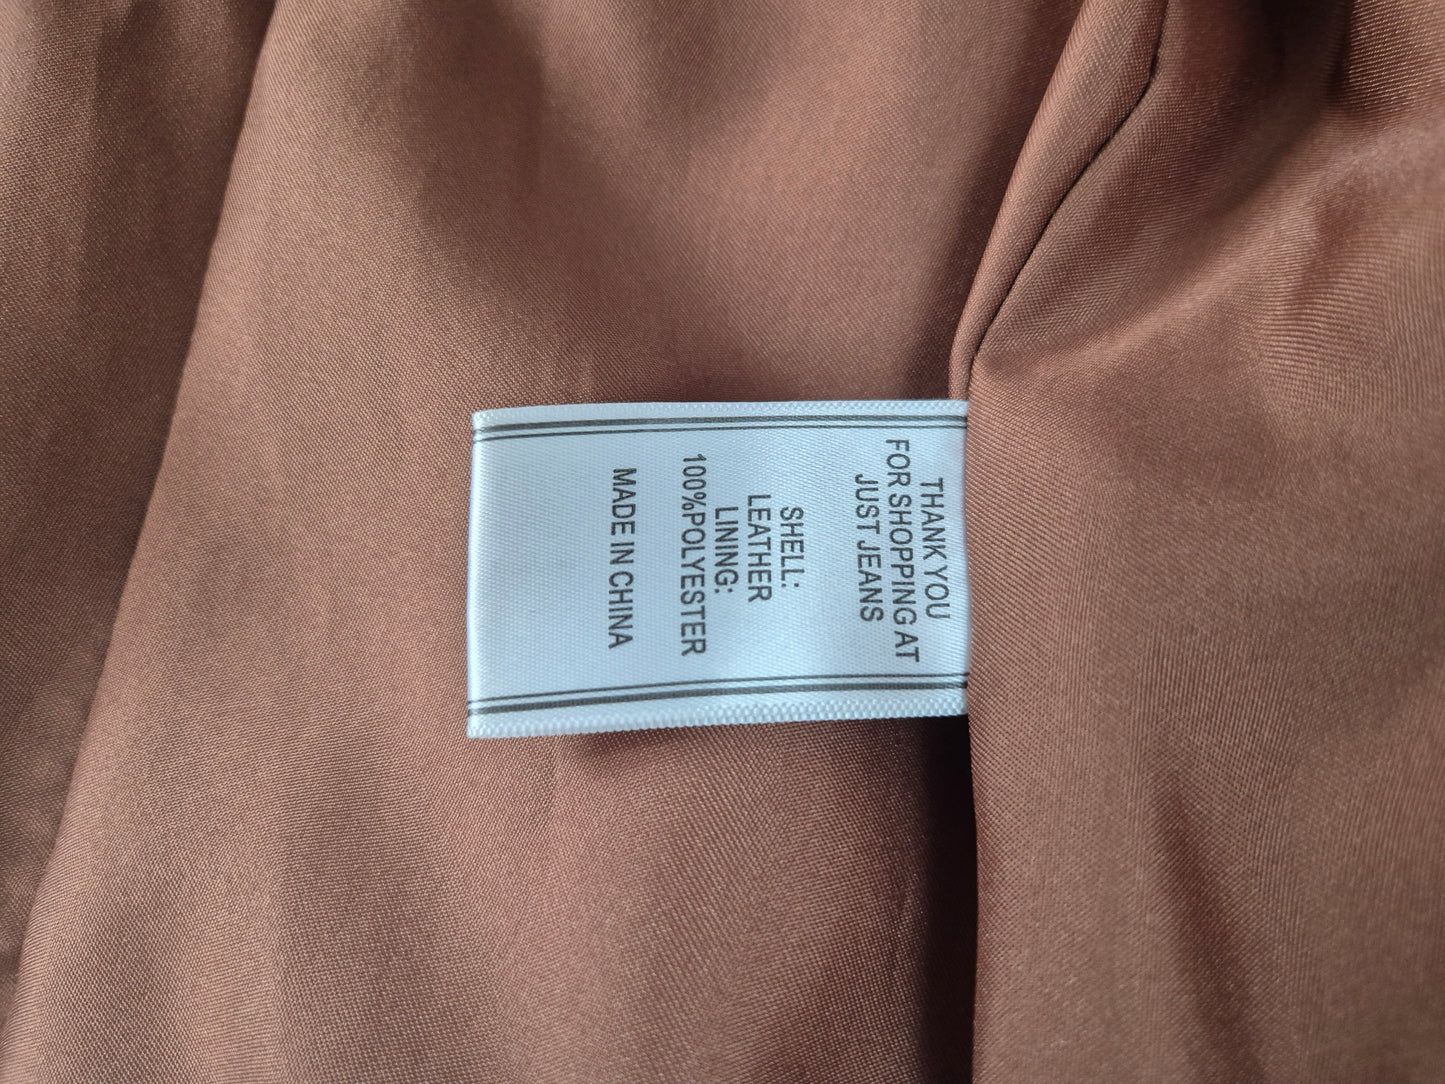 THANK YOU
FOR SHOPPING AT
JUST JEANS
SHELL:
LEATHER
LINING:
100%POLYESTER
MADE IN CHINA